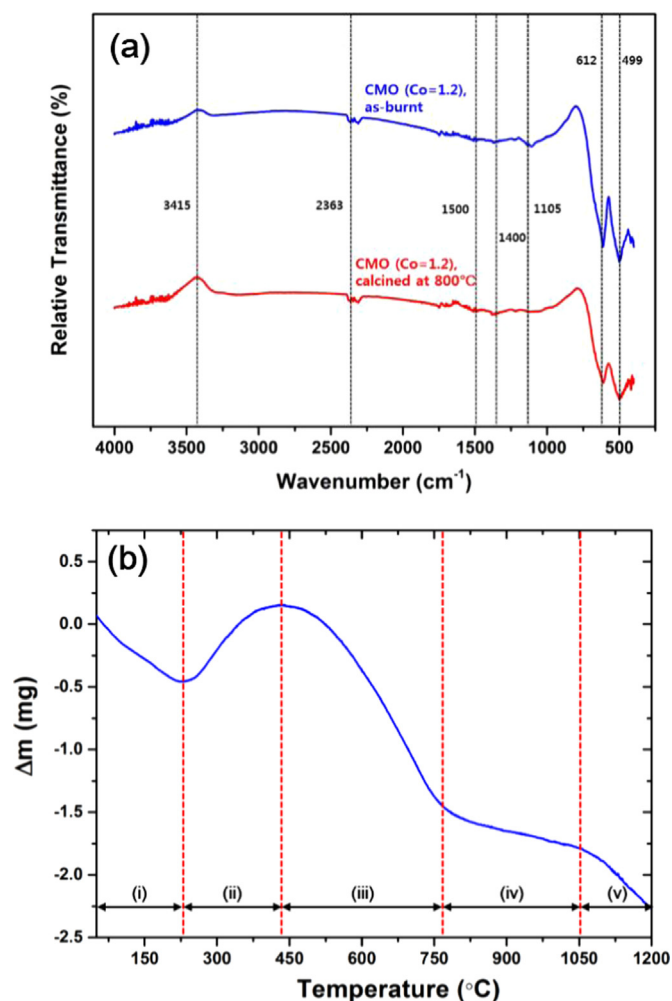 (a)
612
499
CMO (Co=1.2),
as-burnt
3415
2363
1500
1400
1105
CMO (Co=1.2),
calcined at 800℃
Relative Transmittance (%)
4000 3500 3000 2500 2000 1500 1000 500
Wavenumber (cm⁻¹)
(b)
0.5
0.0
-0.5
-1.0
-1.5
-2.0
-2.5
Δm (mg)
(i) (ii) (iii) (iv) (v)
150 300 450 600 750 900 1050 1200
Temperature (°C)